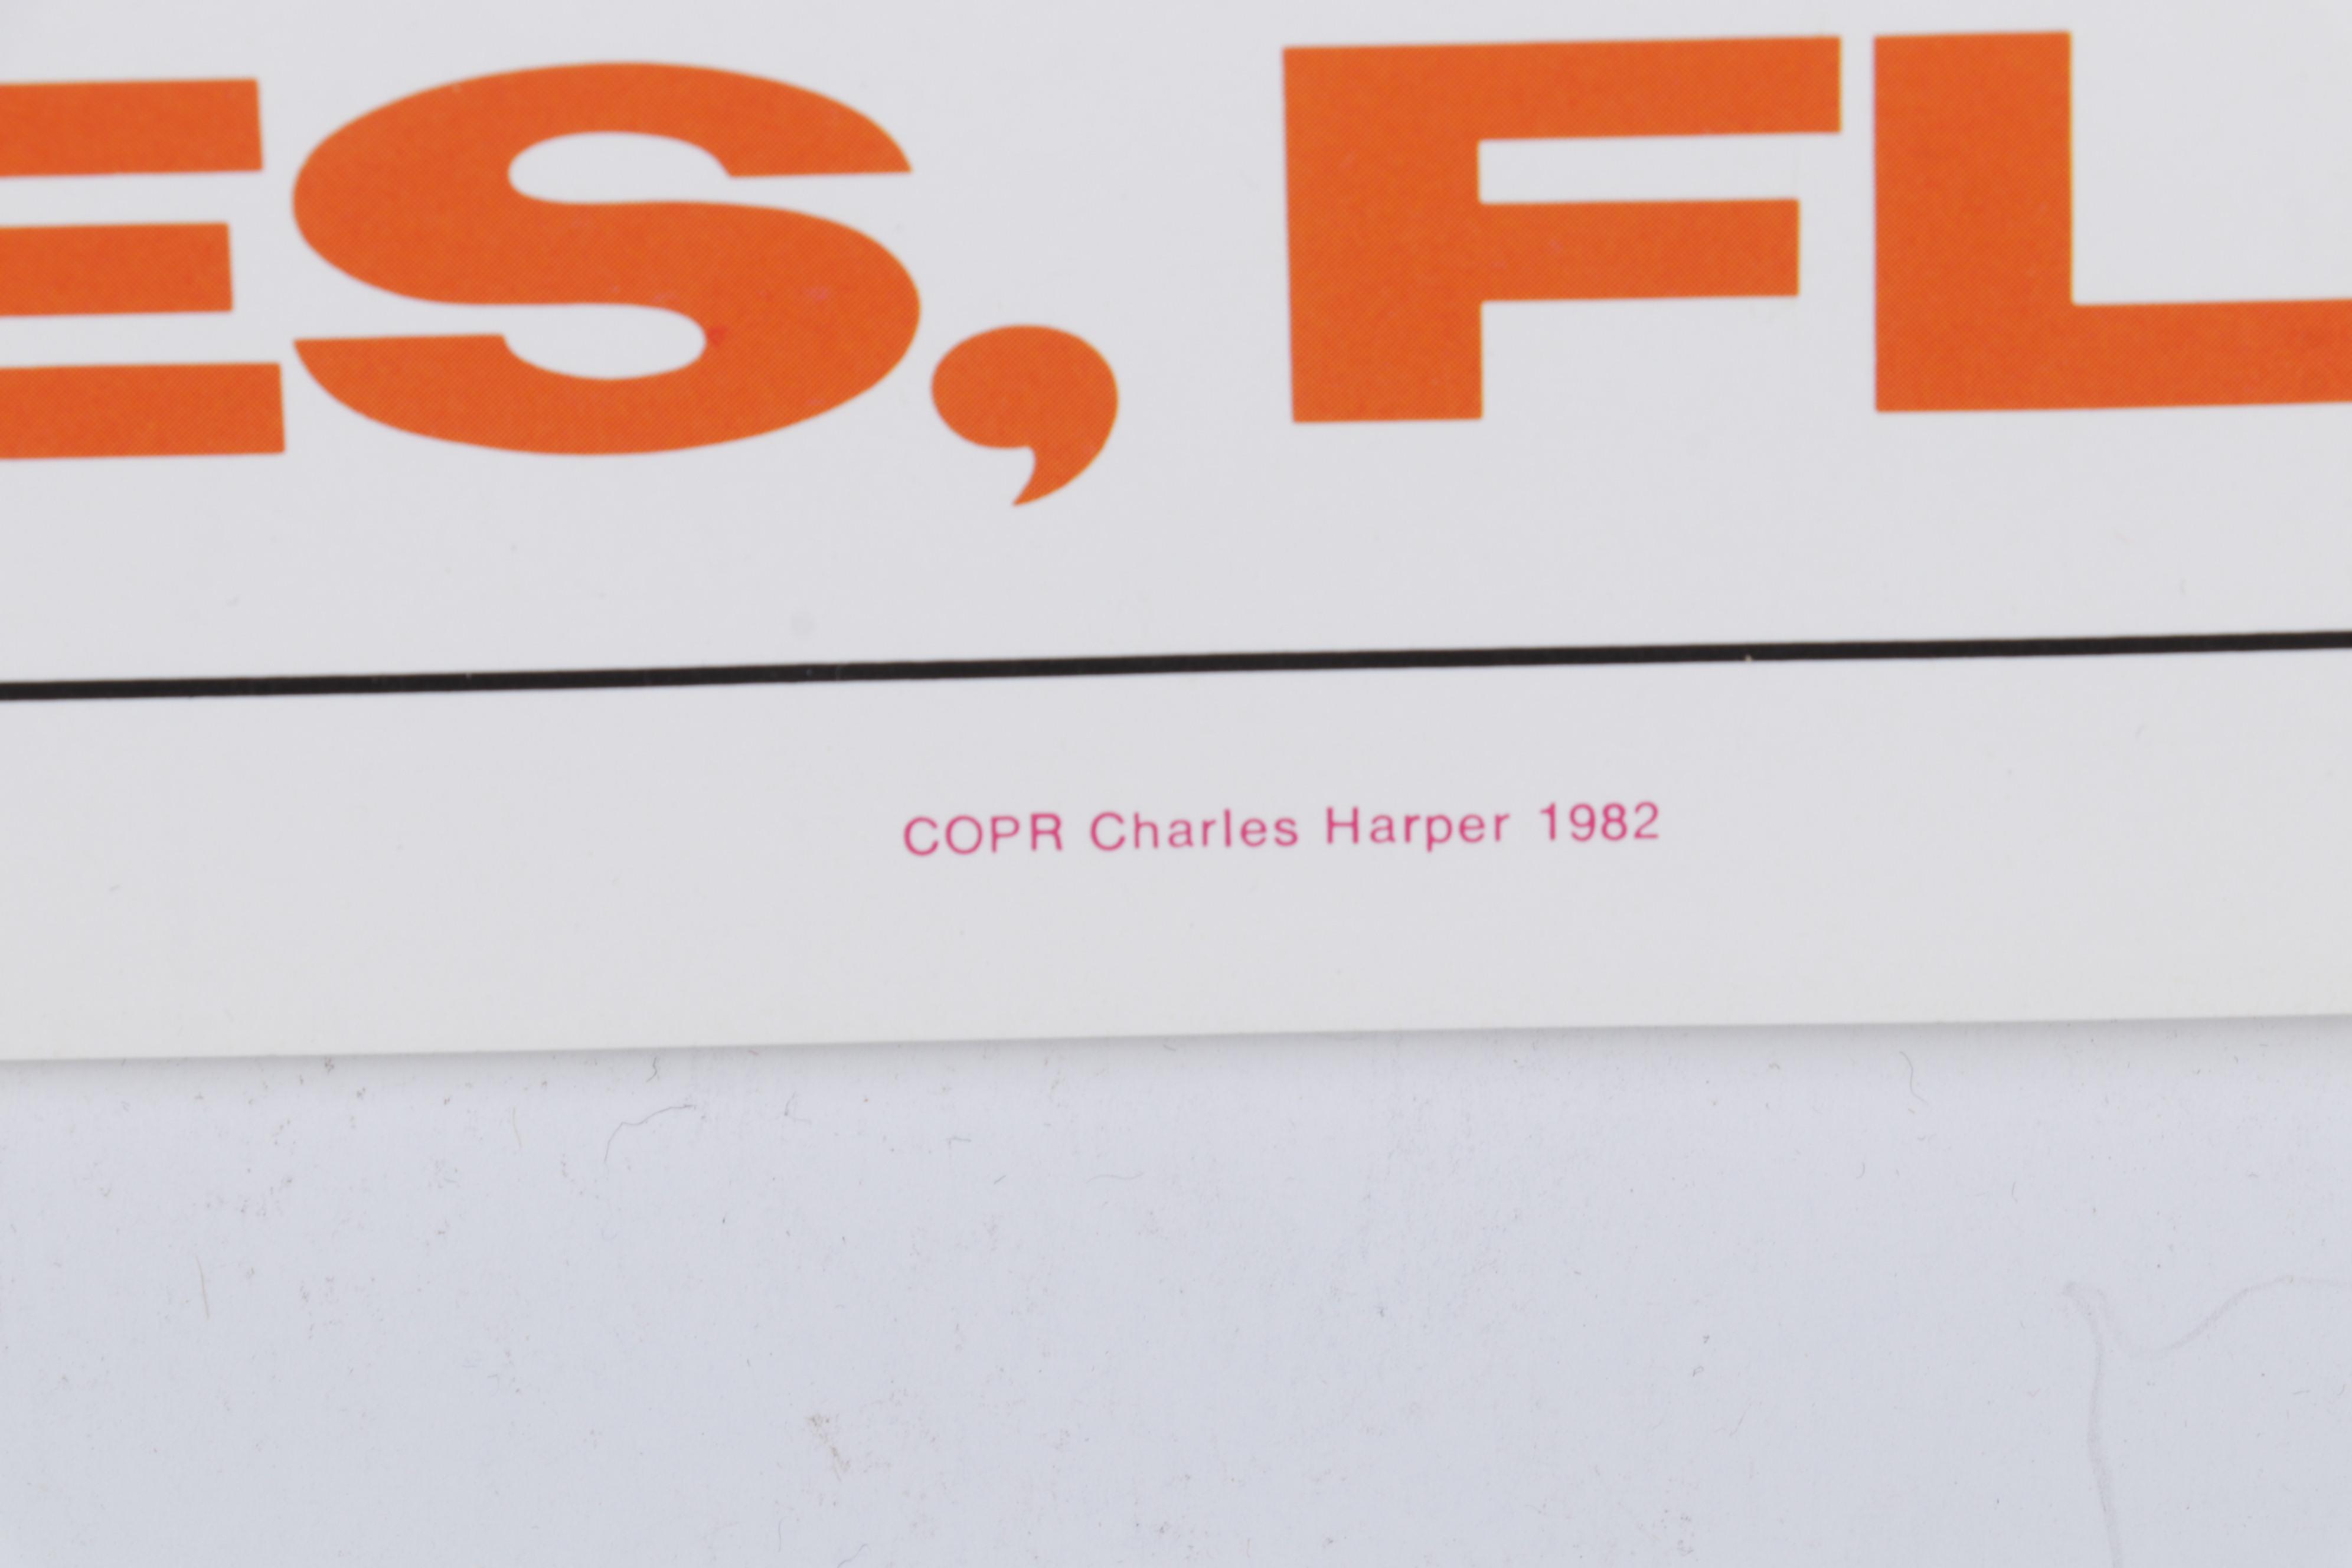 ES, FL
COPR Charles Harper 1982